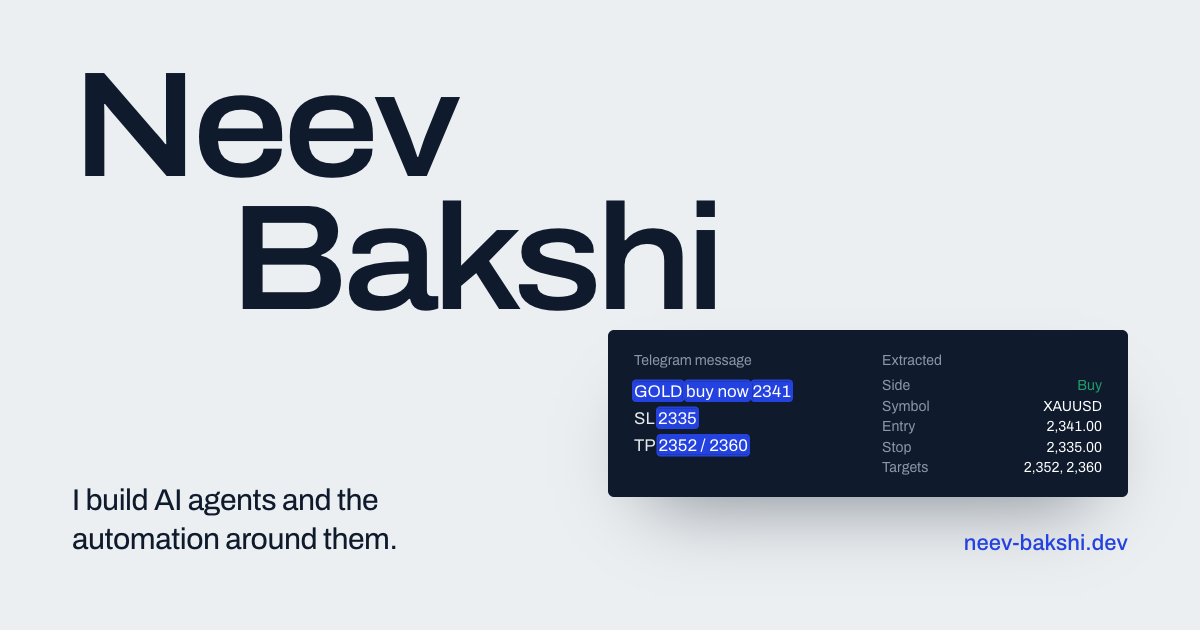 Neev
Bakshi
Telegram message
GOLD buy now 2341
SL 2335
TP 2352 / 2360
Extracted
Side Buy
Symbol XAUUSD
Entry 2,341.00
Stop 2,335.00
Targets 2,352, 2,360
I build AI agents and the
automation around them.
neev-bakshi.dev